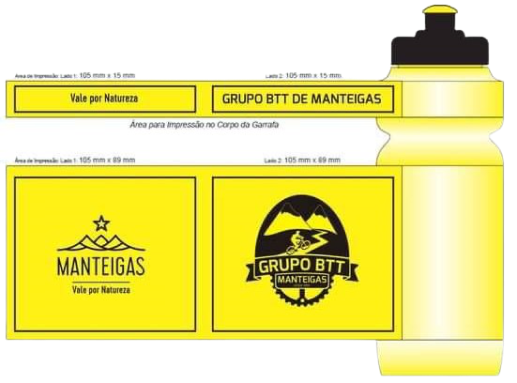 Área de Impressão: Lado 1: 105 mm x 15 mm
Lado 2: 105 mm x 15 mm
Vale por Natureza
GRUPO BTT DE MANTEIGAS
Área para Impressão no Corpo da Garrafa
Área de Impressão: Lado 1: 105 mm x 89 mm
Lado 2: 105 mm x 89 mm
MANTEIGAS
Vale por Natureza
GRUPO BTT
MANTEIGAS